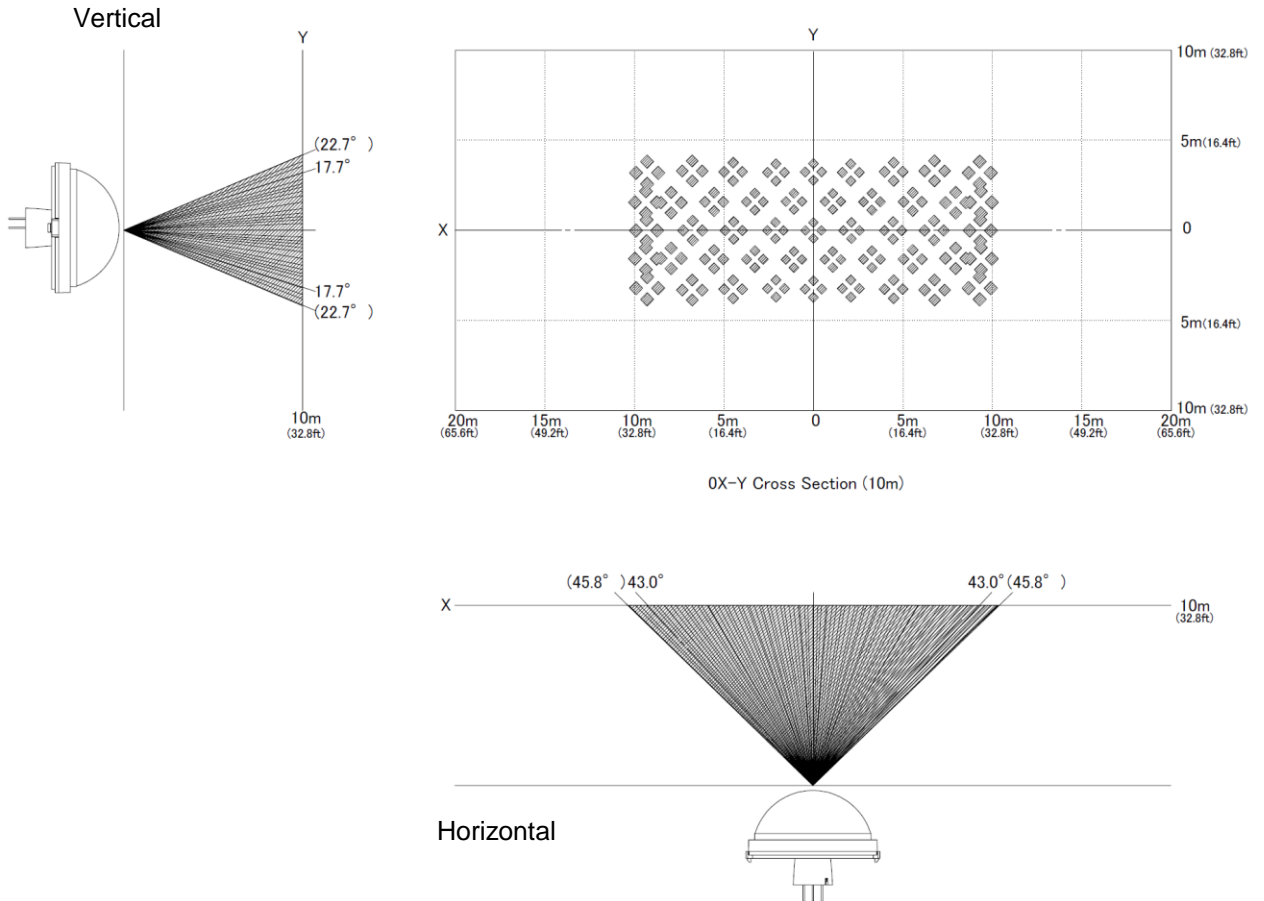 Vertical
Y
(22.7° )
17.7°
17.7°
(22.7° )
10m
(32.8ft)
Y
10m (32.8ft)
5m(16.4ft)
X
0
5m(16.4ft)
10m (32.8ft)
20m 15m 10m 5m 0 5m 10m 15m 20m
(65.6ft) (49.2ft) (32.8ft) (16.4ft) (16.4ft) (32.8ft) (49.2ft) (65.6ft)
0X-Y Cross Section (10m)
(45.8° )43.0° 43.0°(45.8° )
X
10m
(32.8ft)
Horizontal